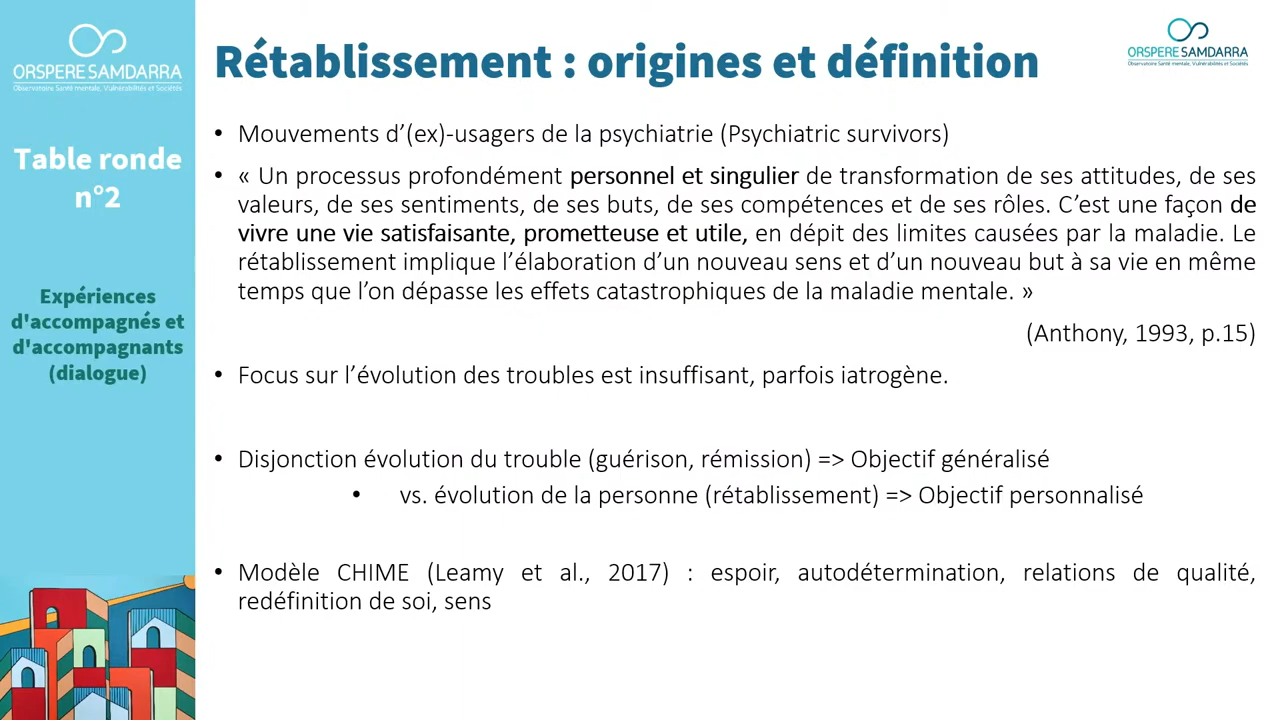 ORSPERE SAMDARRA
Observatoire Santé mentale, Vulnérabilités et Sociétés
Table ronde
n°2
Expériences
d'accompagnés et
d'accompagnants
(dialogue)
Rétablissement : origines et définition
ORSPERE SAMDARRA
Observatoire Santé mentale, Vulnérabilités et Sociétés
• Mouvements d’(ex)-usagers de la psychiatrie (Psychiatric survivors)
• « Un processus profondément personnel et singulier de transformation de ses attitudes, de ses
valeurs, de ses sentiments, de ses buts, de ses compétences et de ses rôles. C’est une façon de
vivre une vie satisfaisante, prometteuse et utile, en dépit des limites causées par la maladie. Le
rétablissement implique l’élaboration d’un nouveau sens et d’un nouveau but à sa vie en même
temps que l’on dépasse les effets catastrophiques de la maladie mentale. »
(Anthony, 1993, p.15)
• Focus sur l’évolution des troubles est insuffisant, parfois iatrogène.
• Disjonction évolution du trouble (guérison, rémission) => Objectif généralisé
• vs. évolution de la personne (rétablissement) => Objectif personnalisé
• Modèle CHIME (Leamy et al., 2017) : espoir, autodétermination, relations de qualité,
redéfinition de soi, sens